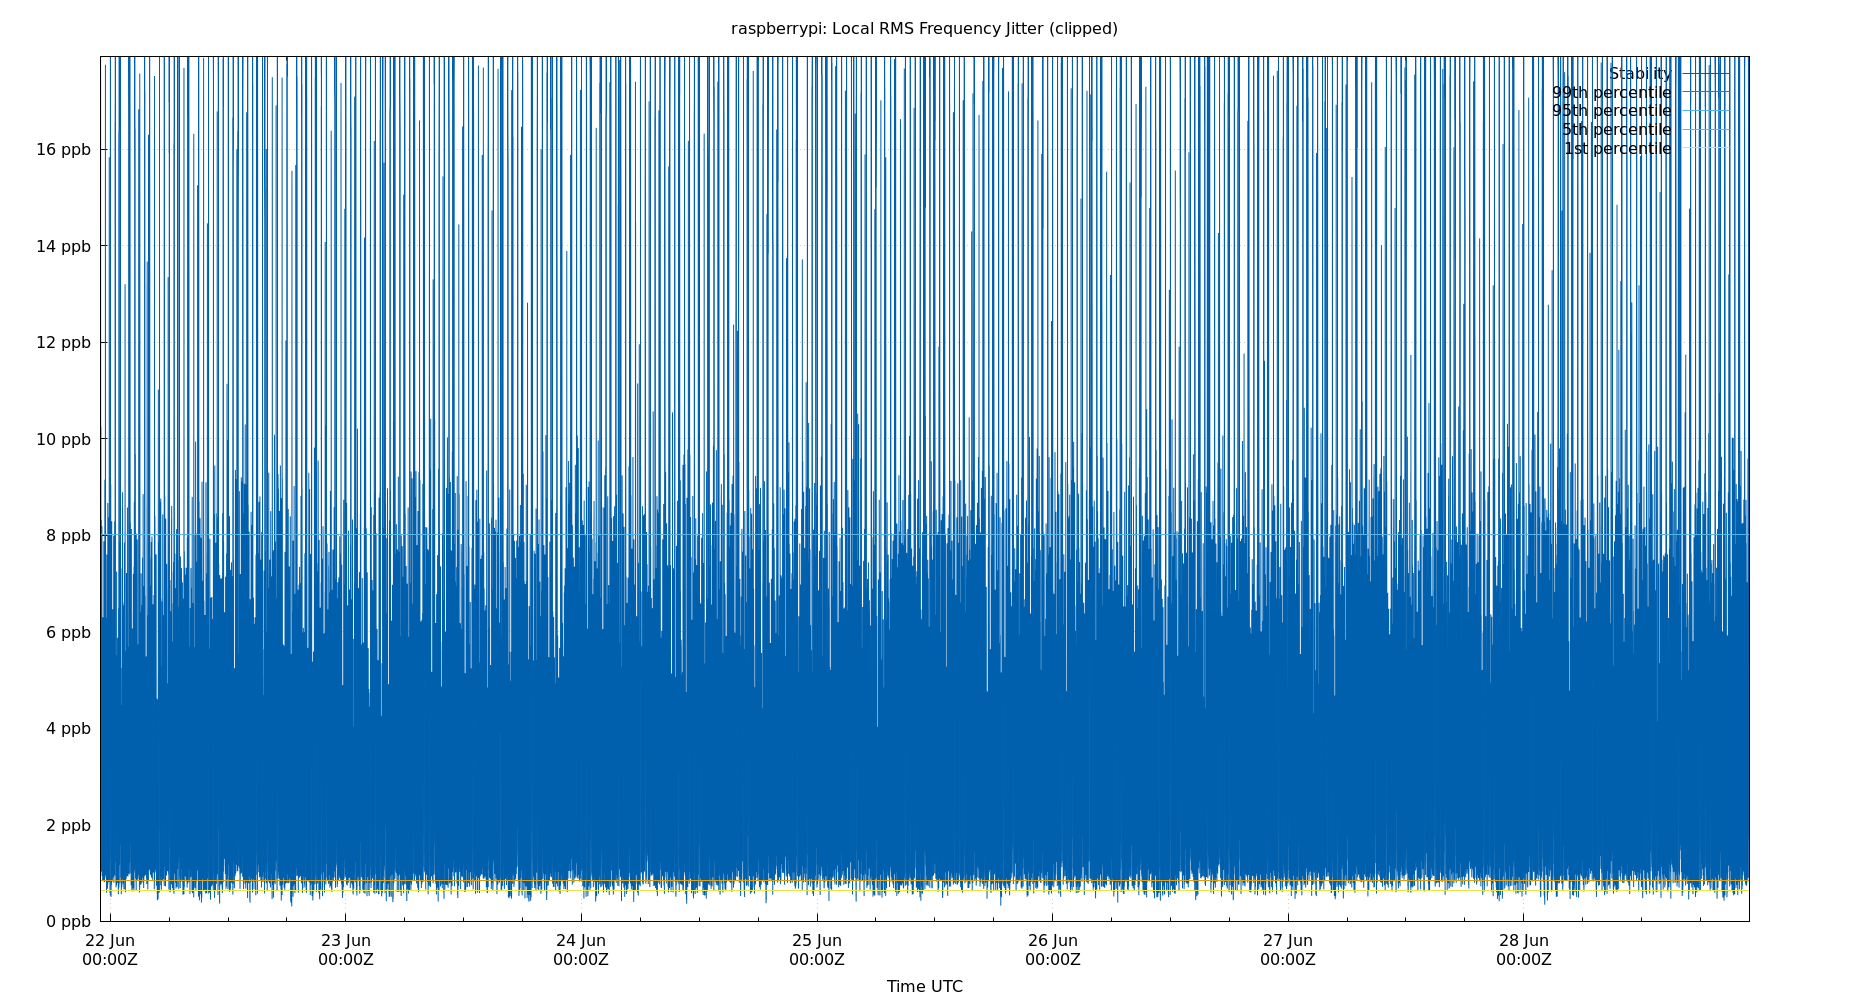 raspberrypi: Local RMS Frequency Jitter (clipped)
Stability
99th percentile
95th percentile
5th percentile
1st percentile
16 ppb
14 ppb
12 ppb
10 ppb
8 ppb
6 ppb
4 ppb
2 ppb
0 ppb
22 Jun 23 Jun 24 Jun 25 Jun 26 Jun 27 Jun 28 Jun
00:00Z 00:00Z 00:00Z 00:00Z 00:00Z 00:00Z 00:00Z
Time UTC